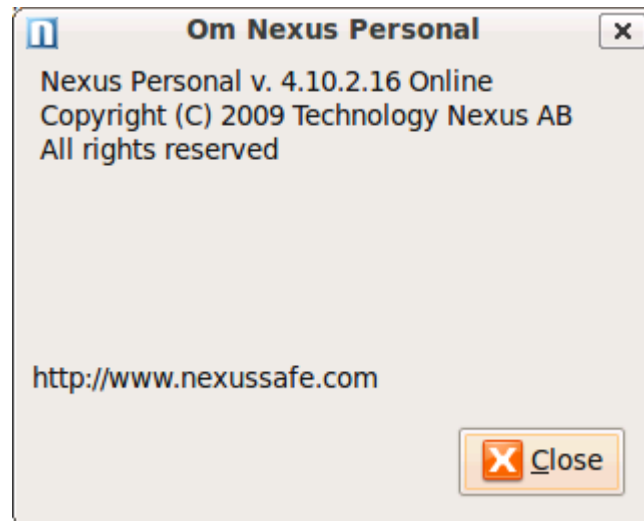 Om Nexus Personal
Nexus Personal v. 4.10.2.16 Online
Copyright (C) 2009 Technology Nexus AB
All rights reserved
http://www.nexussafe.com
Close